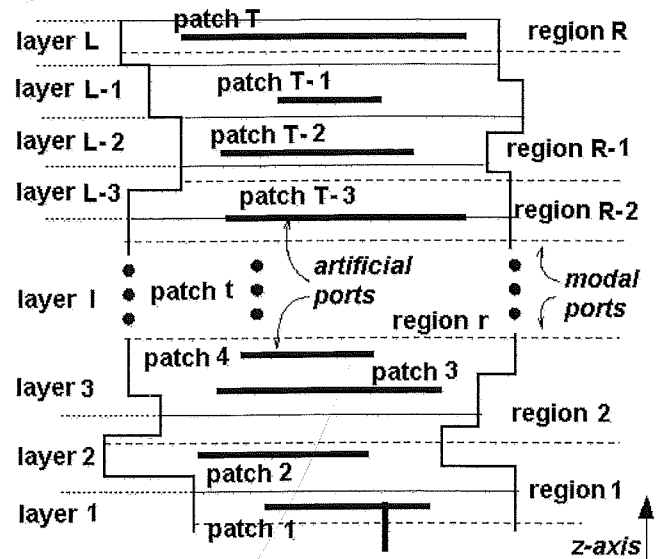 patch T
layer L
region R
layer L-1
patch T-1
layer L-2
patch T-2
region R-1
layer L-3
patch T-3
region R-2
artificial
ports
modal
ports
layer l
patch t
region r
patch 4
layer 3
patch 3
region 2
layer 2
patch 2
region 1
layer 1
patch 1
z-axis